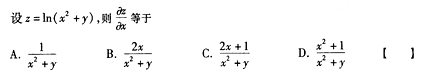 设 z = ln(x² + y),则 ∂z/∂x 等于
A. 1/(x² + y) B. 2x/(x² + y) C. (2x + 1)/(x² + y) D. (x² + 1)/(x² + y) 【 】